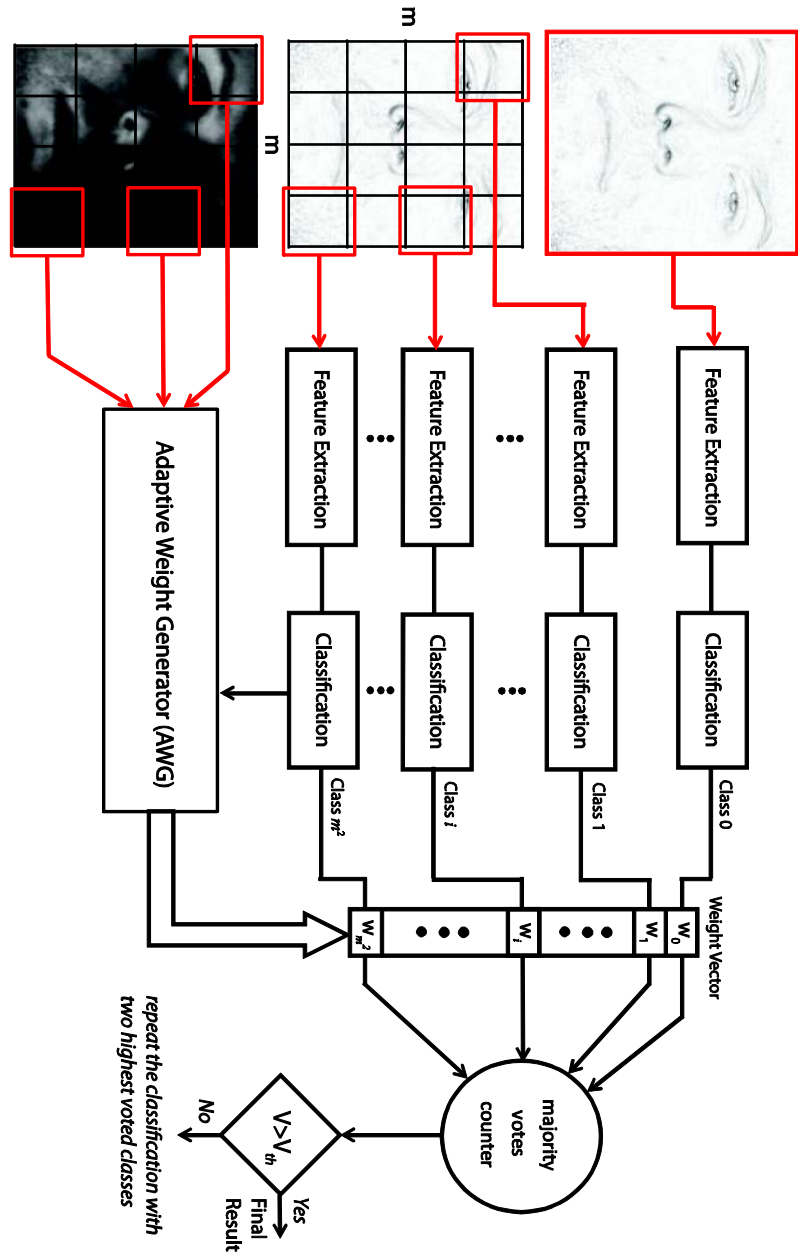 m
m
Feature Extraction
Classification
Class 0
Feature Extraction
Classification
Class 1
Feature Extraction
Classification
Class i
Feature Extraction
Classification
Class m²
Adaptive Weight Generator (AWG)
Weight Vector
W₀
W₁
Wᵢ
Wₘ²
majority
votes
counter
V>Vₜₕ
Yes
Final
Result
No
repeat the classification with
two highest voted classes